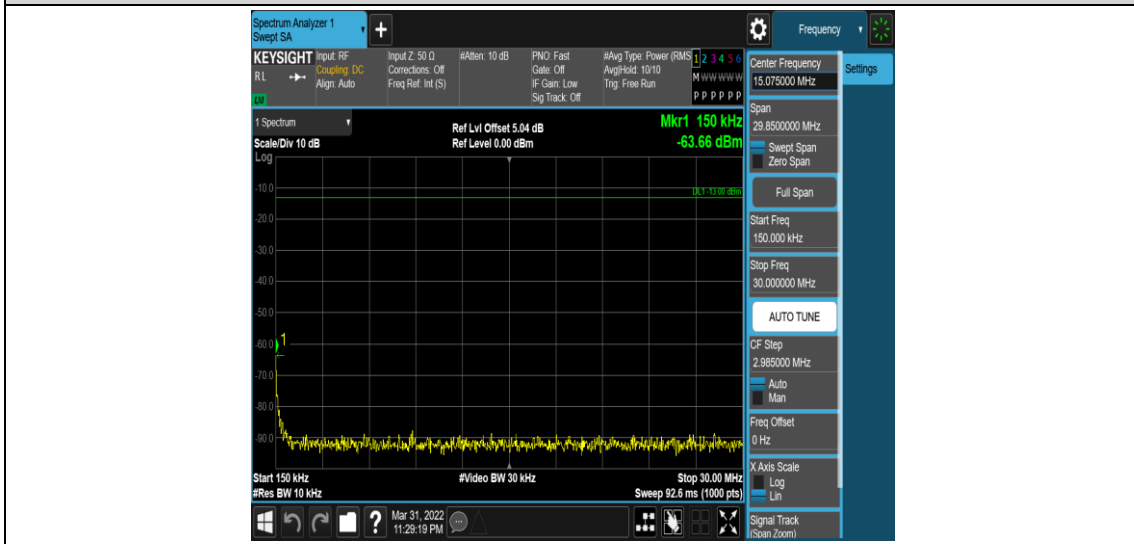 Spectrum Analyzer 1
Swept SA
+
Frequency
KEYSIGHT
Input: RF
Coupling: DC
Align: Auto
RL
LXI
Input Z: 50 Ω
Corrections: Off
Freq Ref: Int (S)
#Atten: 10 dB
PNO: Fast
Gate: Off
IF Gain: Low
Sig Track: Off
#Avg Type: Power (RMS
Avg|Hold: 10/10
Trig: Free Run
1 2 3 4 5 6
M W W W W W
P P P P P P
1 Spectrum
Scale/Div 10 dB
Log
Ref Lvl Offset 5.04 dB
Ref Level 0.00 dBm
Mkr1 150 kHz
-63.66 dBm
DL1 -13.00 dBm
-10.0
-20.0
-30.0
-40.0
-50.0
-60.0
1
-70.0
-80.0
-90.0
Start 150 kHz
#Res BW 10 kHz
#Video BW 30 kHz
Stop 30.00 MHz
Sweep 92.6 ms (1000 pts)
?
Mar 31, 2022
11:29:19 PM
Center Frequency
15.075000 MHz
Settings
Span
29.8500000 MHz
Swept Span
Zero Span
Full Span
Start Freq
150.000 kHz
Stop Freq
30.000000 MHz
AUTO TUNE
CF Step
2.985000 MHz
Auto
Man
Freq Offset
0 Hz
X Axis Scale
Log
Lin
Signal Track
(Span Zoom)